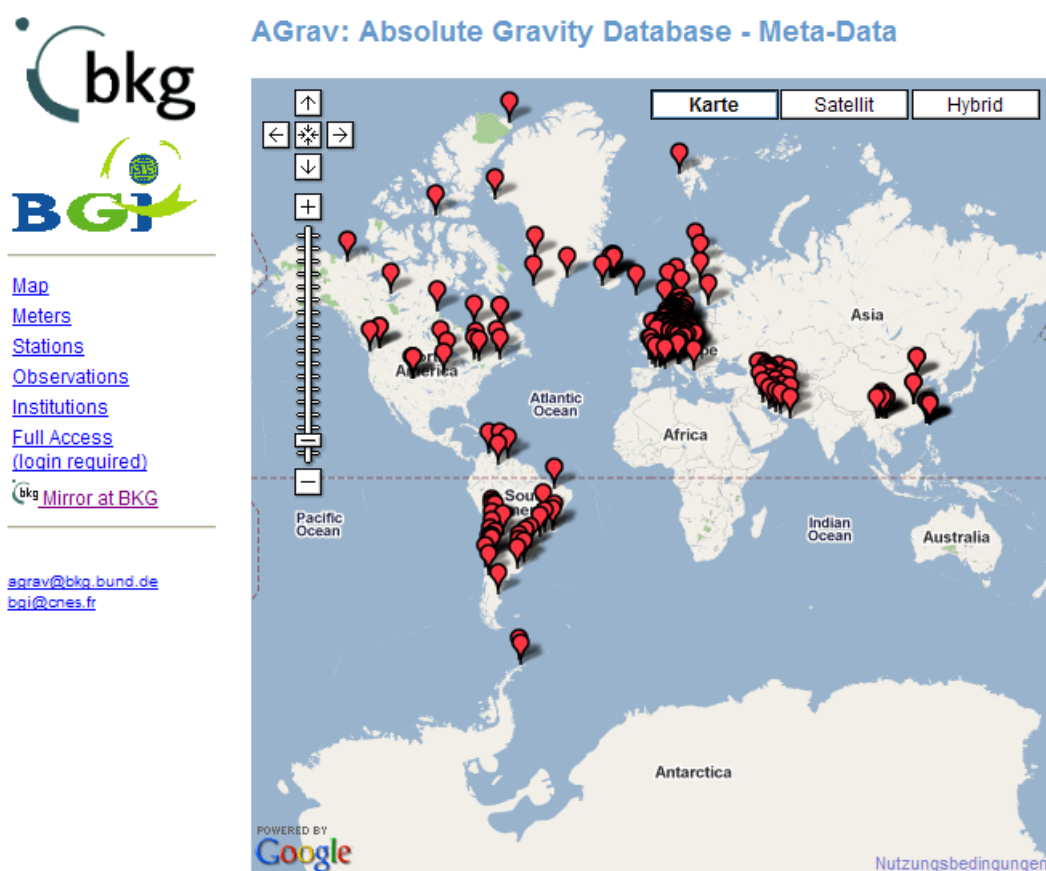 bkg
BGi
AGrav: Absolute Gravity Database - Meta-Data
Map
Meters
Stations
Observations
Institutions
Full Access
(login required)
bkg Mirror at BKG
agrav@bkg.bund.de
bgi@cnes.fr
Karte
Satellit
Hybrid
Asia
America
Atlantic
Ocean
Africa
Pacific
Ocean
Indian
Ocean
Australia
Antarctica
POWERED BY
Google
Nutzungsbedingungen